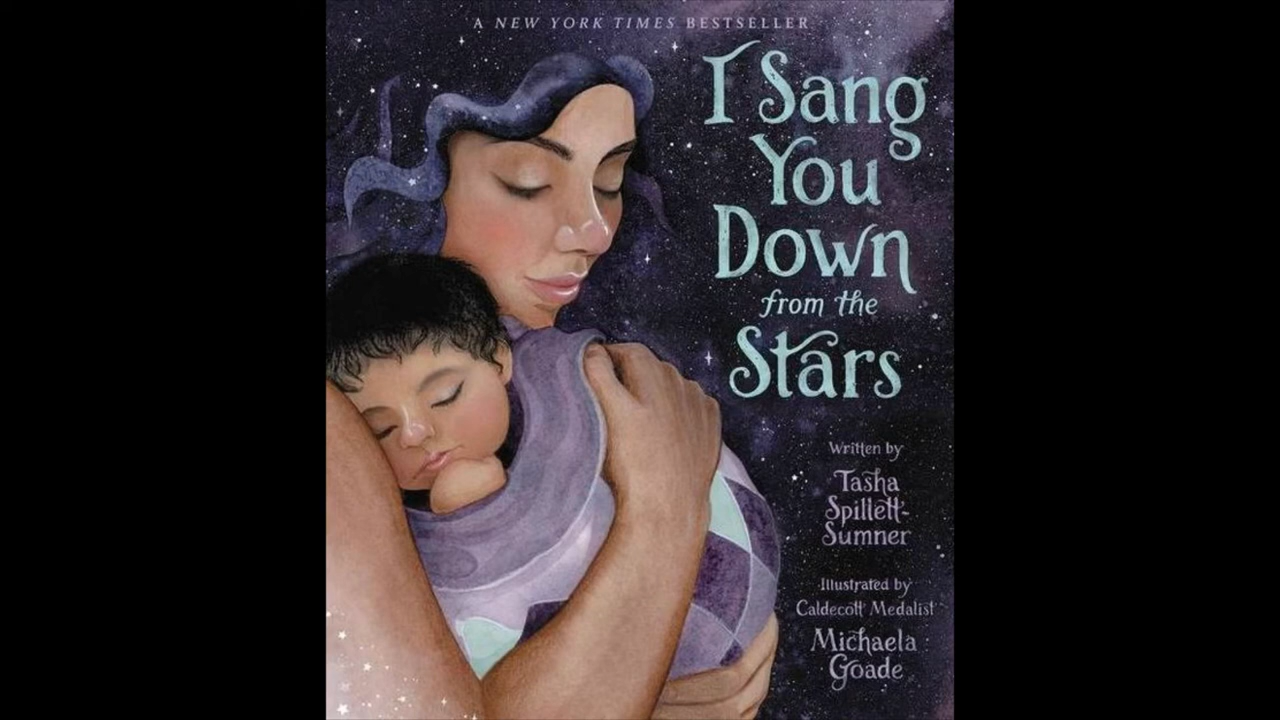 A NEW YORK TIMES BESTSELLER
I Sang
You
Down
from the
Stars
Written by
Tasha
Spillett-
Sumner
Illustrated by
Caldecott Medalist
Michaela
Goade